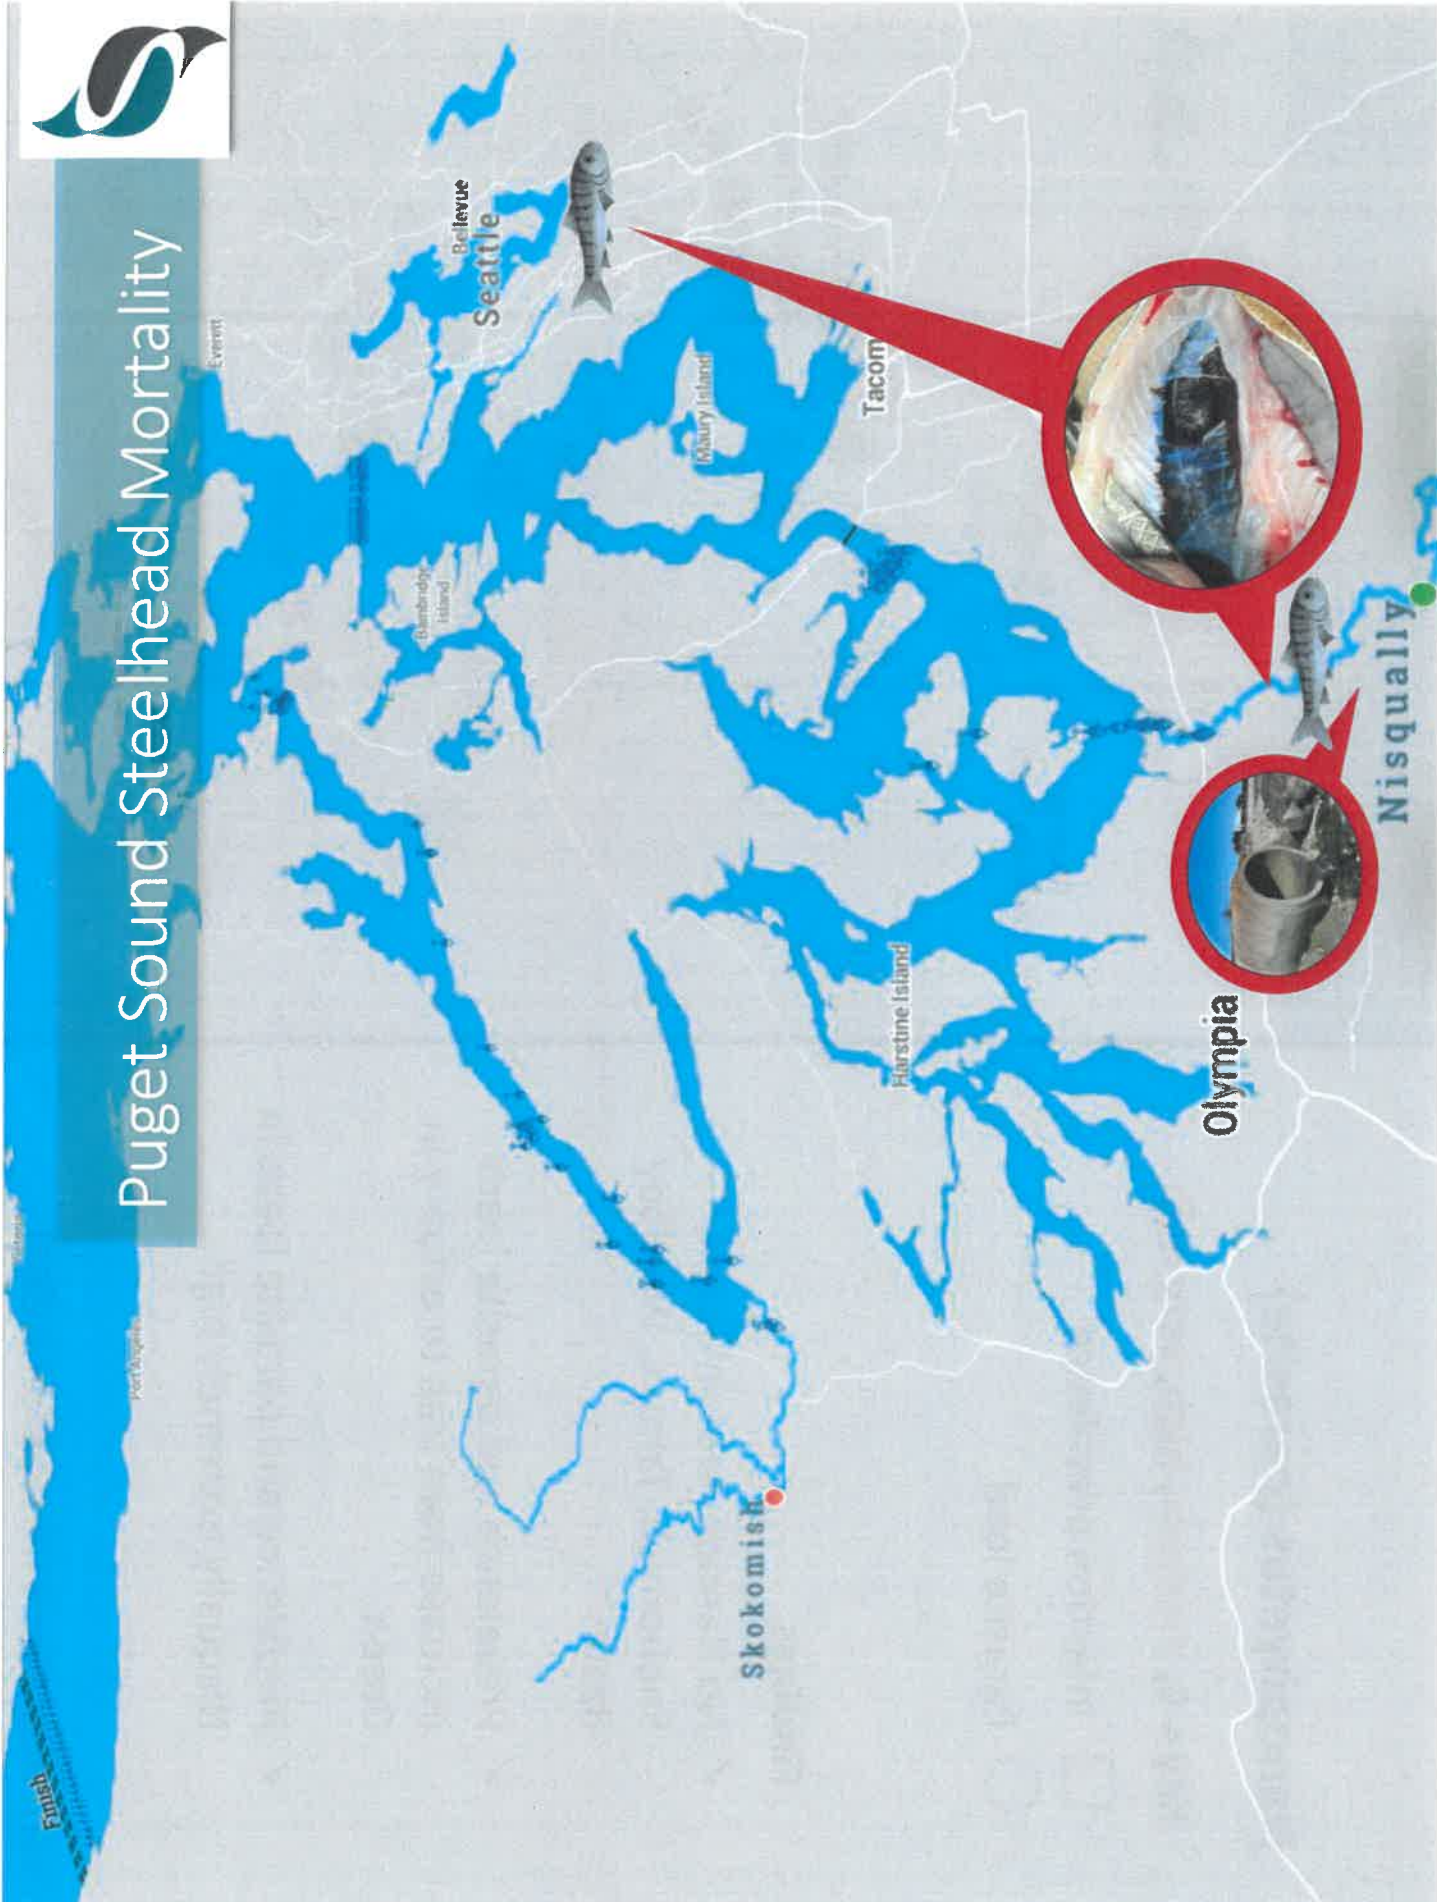 Puget Sound Steelhead Mortality
Everett
Bellevue
Seattle
Bainbridge
Island
Maury Island
Tacom
Harstine Island
Olympia
Nisqually
Skokomish
Port Angeles
Finish